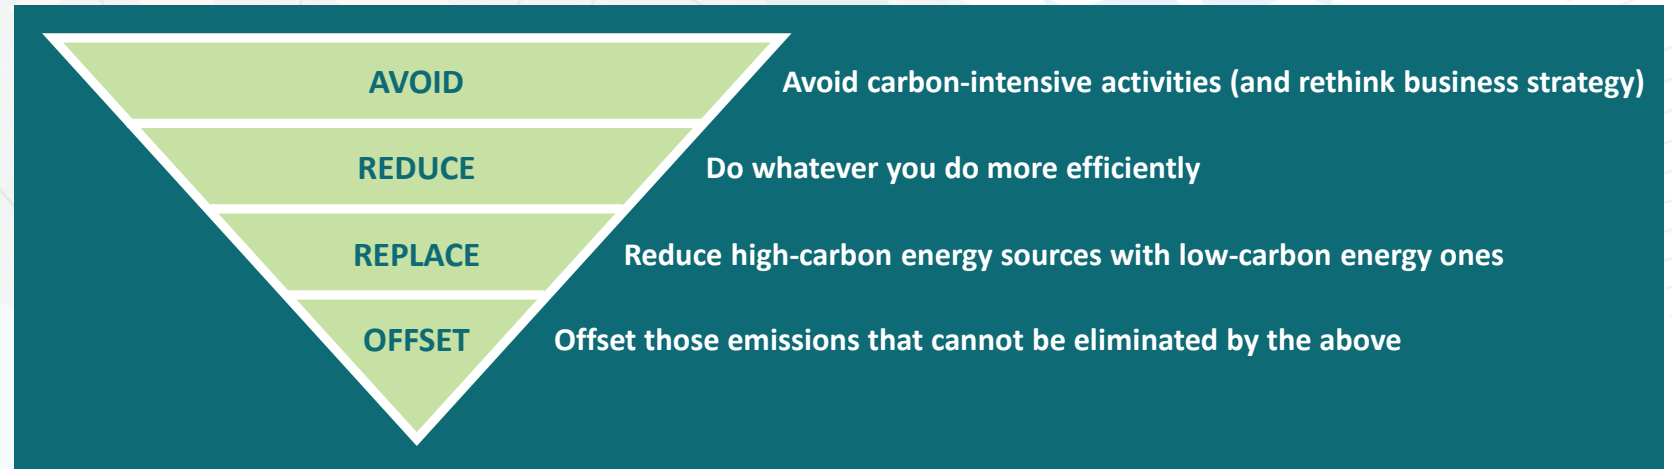 AVOID
Avoid carbon-intensive activities (and rethink business strategy)
REDUCE
Do whatever you do more efficiently
REPLACE
Reduce high-carbon energy sources with low-carbon energy ones
OFFSET
Offset those emissions that cannot be eliminated by the above